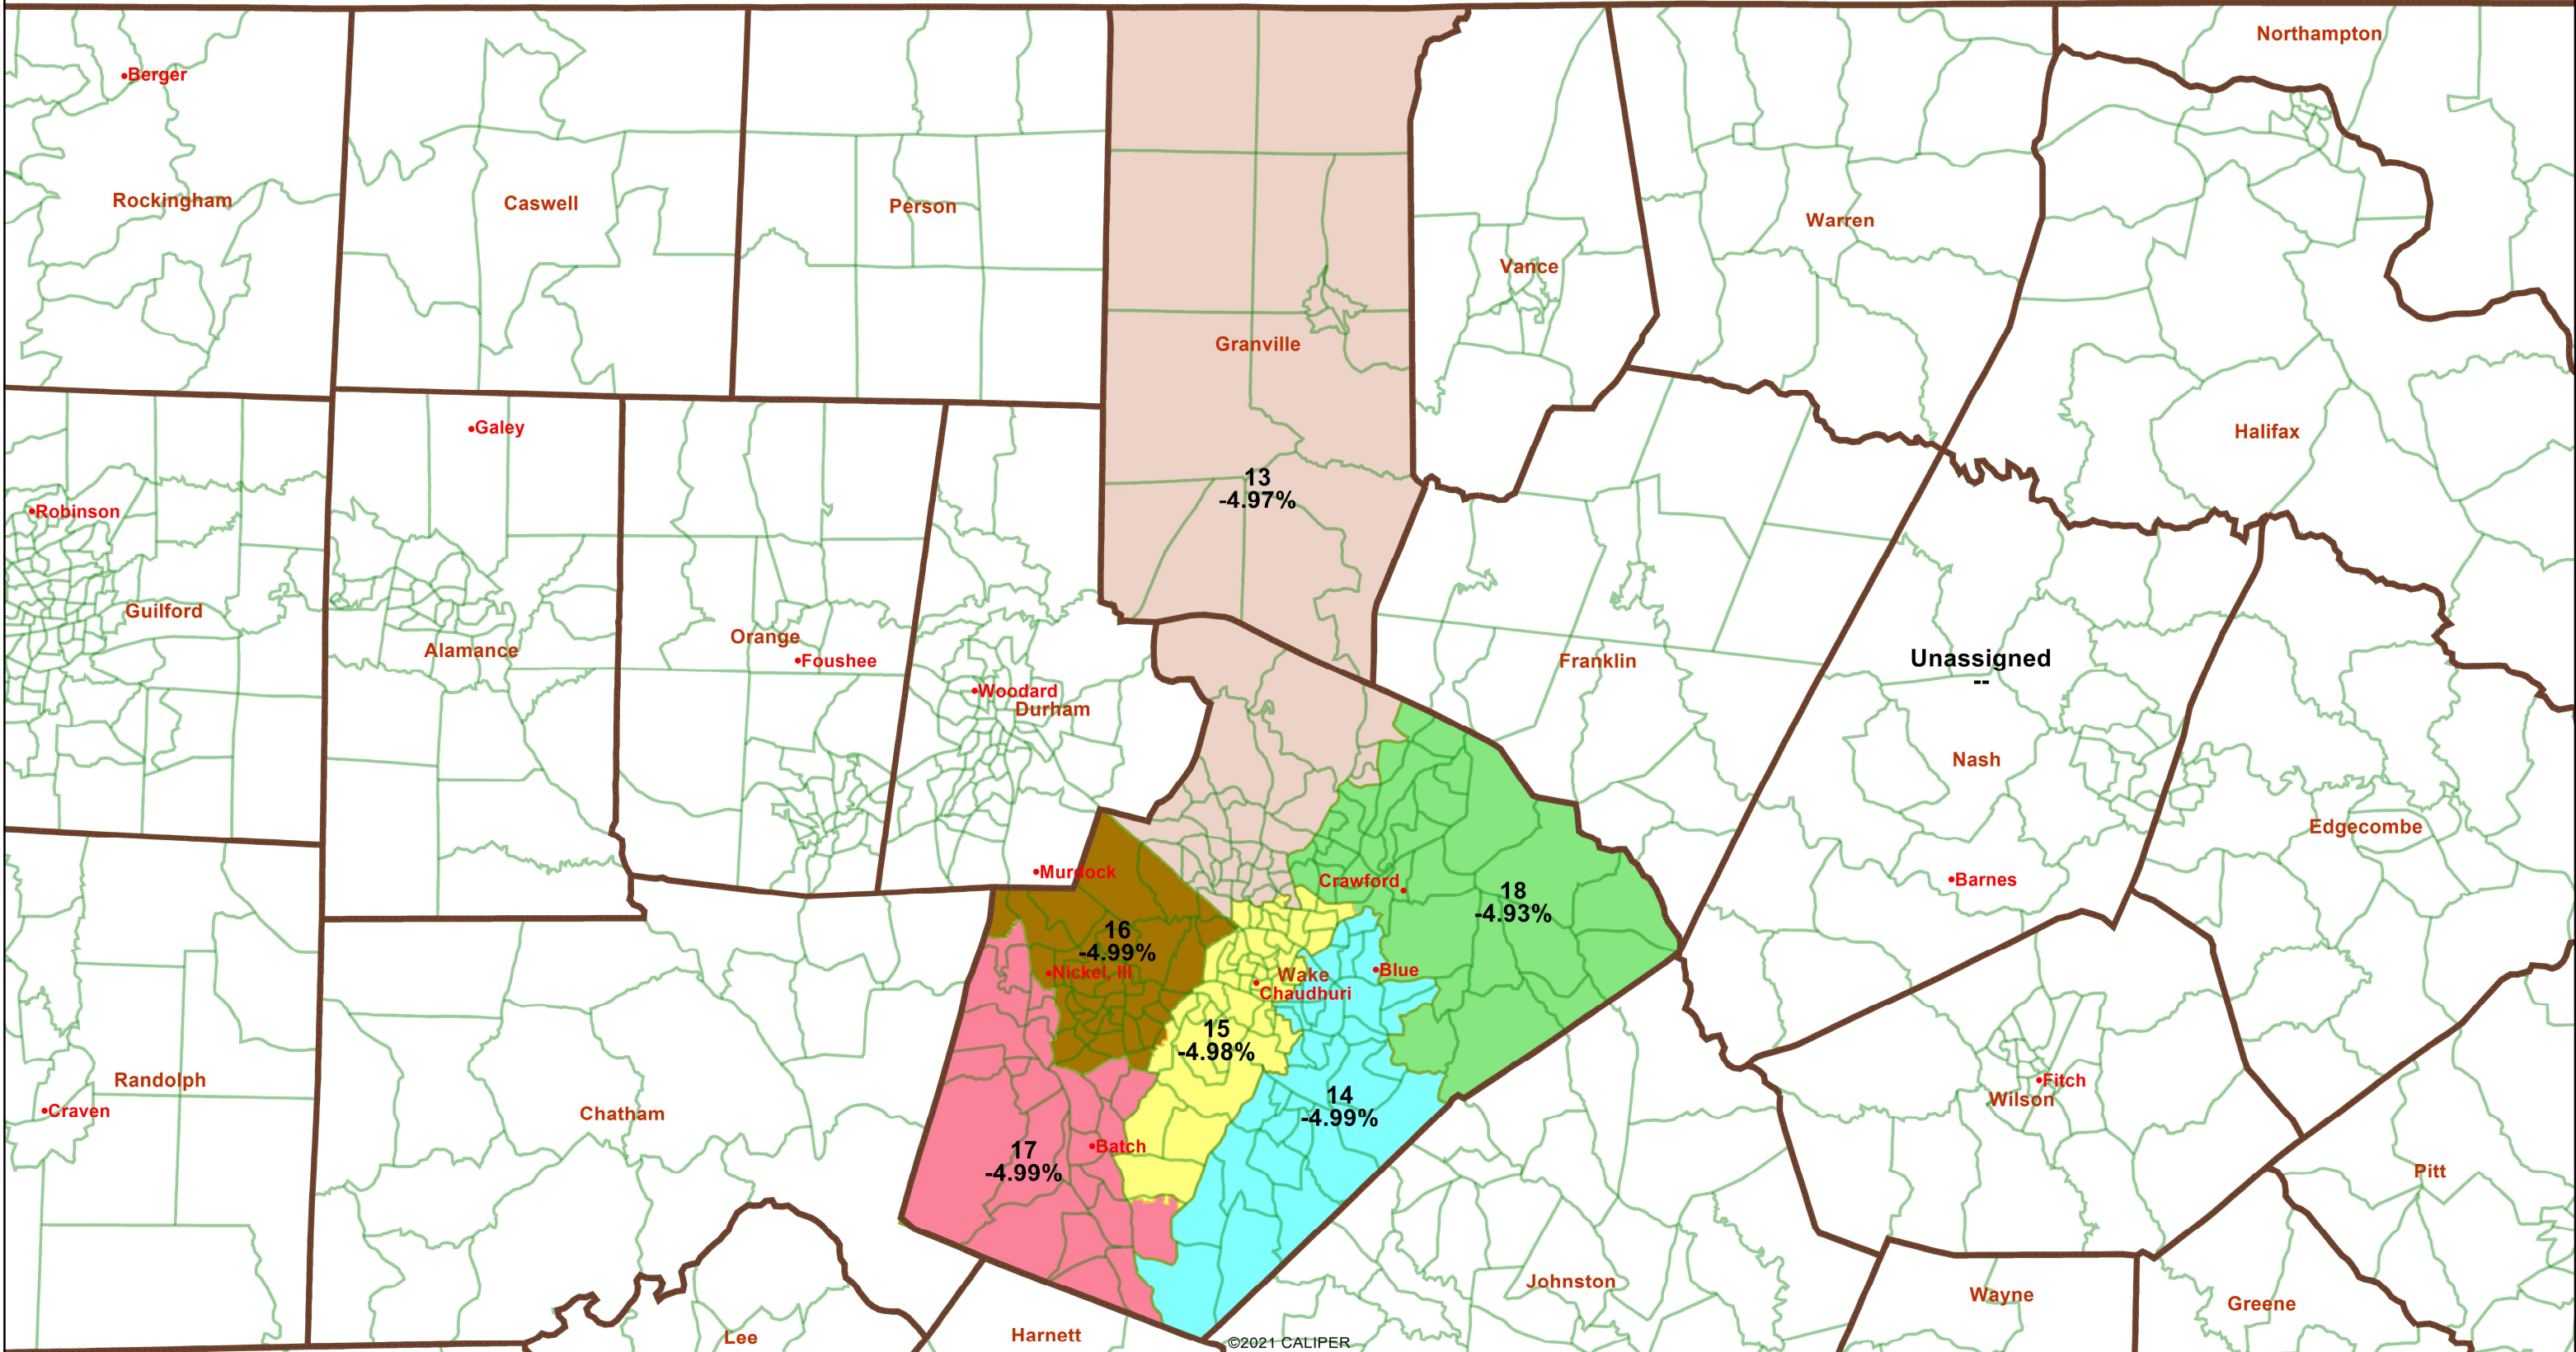 Northampton
Berger
Rockingham
Caswell
Person
Warren
Vance
Granville
Galey
Halifax
13
-4.97%
Robinson
Guilford
Orange
Alamance
Foushee
Franklin
Unassigned
--
Woodard
Durham
Nash
Edgecombe
Murdock
Crawford
Barnes
18
-4.93%
16
-4.99%
Nickel, III
Blue
Wake
Chaudhuri
15
-4.98%
Randolph
Fitch
Wilson
14
-4.99%
Craven
Chatham
Batch
17
-4.99%
Pitt
Johnston
Wayne
Greene
Harnett
Lee
©2021 CALIPER